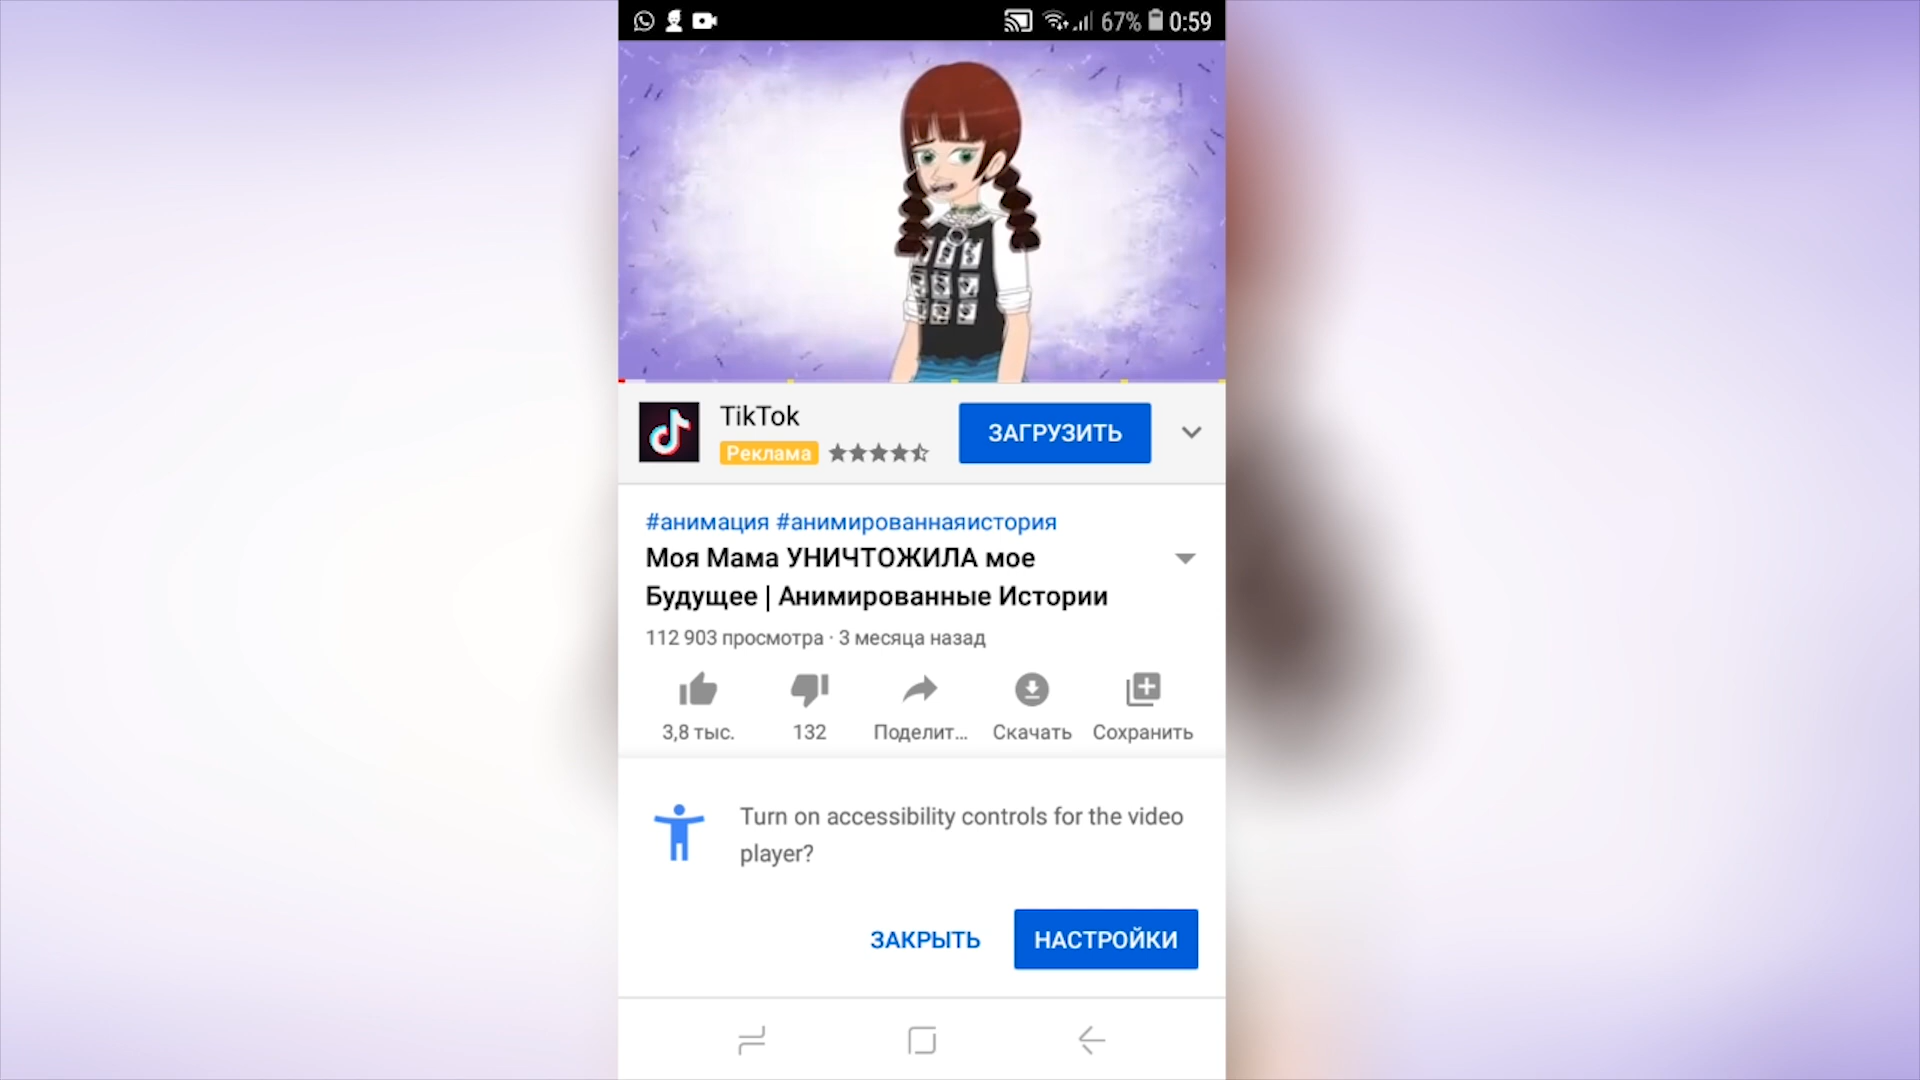 67% 0:59
TikTok
Реклама
ЗАГРУЗИТЬ
#анимация #анимированнаяистория
Моя Мама УНИЧТОЖИЛА мое
Будущее | Анимированные Истории
112 903 просмотра · 3 месяца назад
3,8 тыс. 132 Поделит... Скачать Сохранить
Turn on accessibility controls for the video
player?
ЗАКРЫТЬ НАСТРОЙКИ